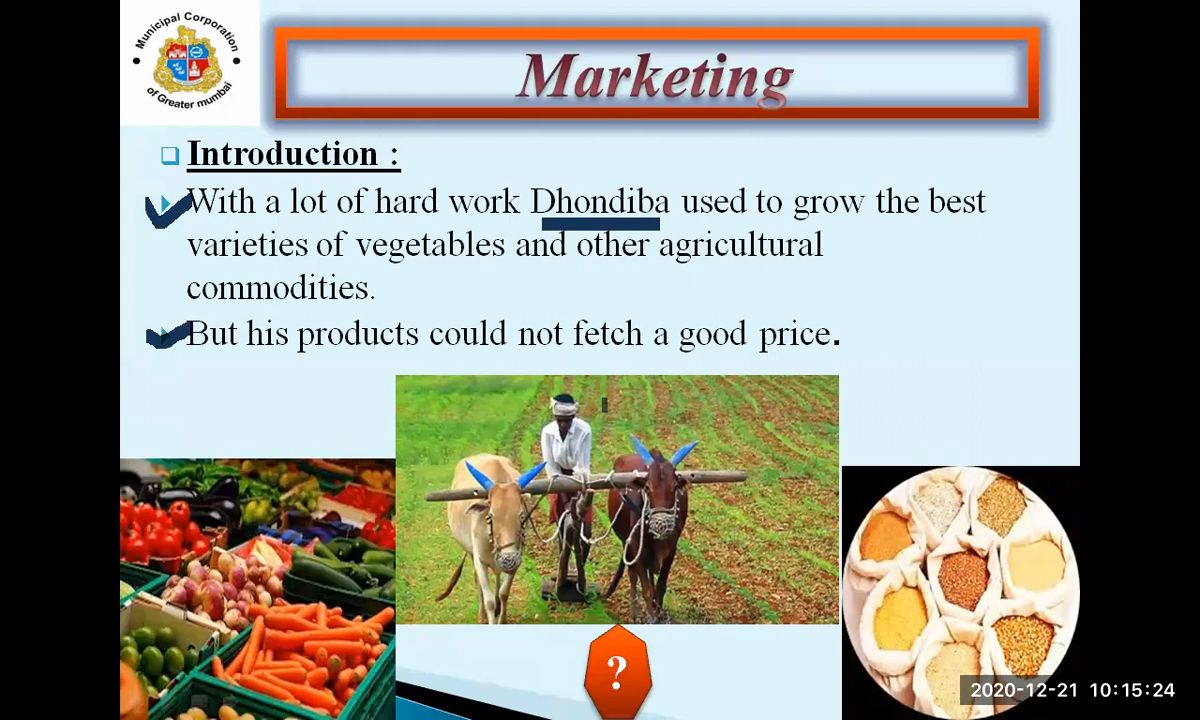 Municipal Corporation
of Greater mumbai
Marketing
Introduction :
With a lot of hard work Dhondiba used to grow the best
varieties of vegetables and other agricultural
commodities.
But his products could not fetch a good price.
?
2020-12-21 10:15:24